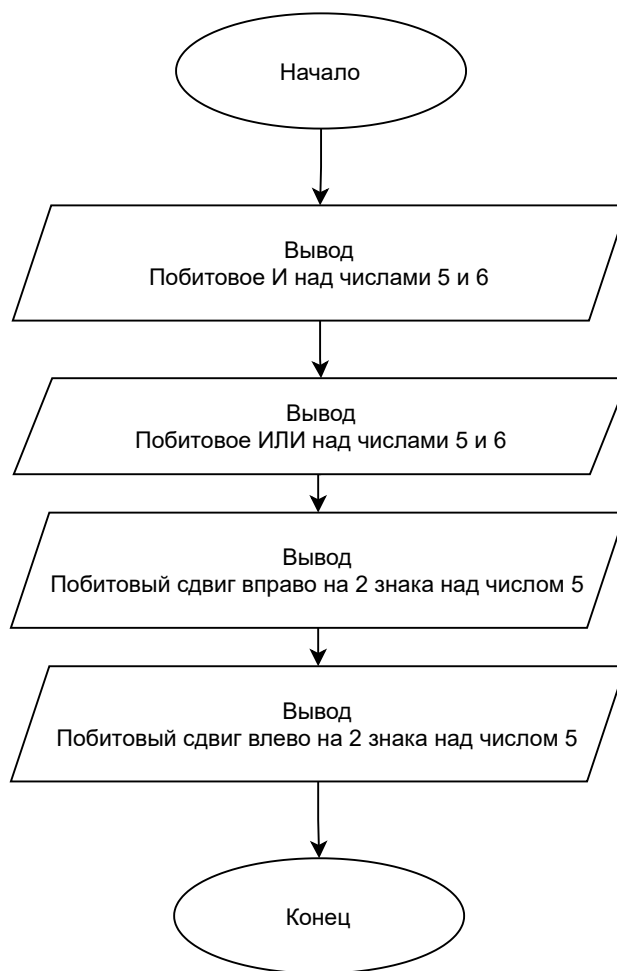 Начало
Вывод
Побитовое И над числами 5 и 6
Вывод
Побитовое ИЛИ над числами 5 и 6
Вывод
Побитовый сдвиг вправо на 2 знака над числом 5
Вывод
Побитовый сдвиг влево на 2 знака над числом 5
Конец